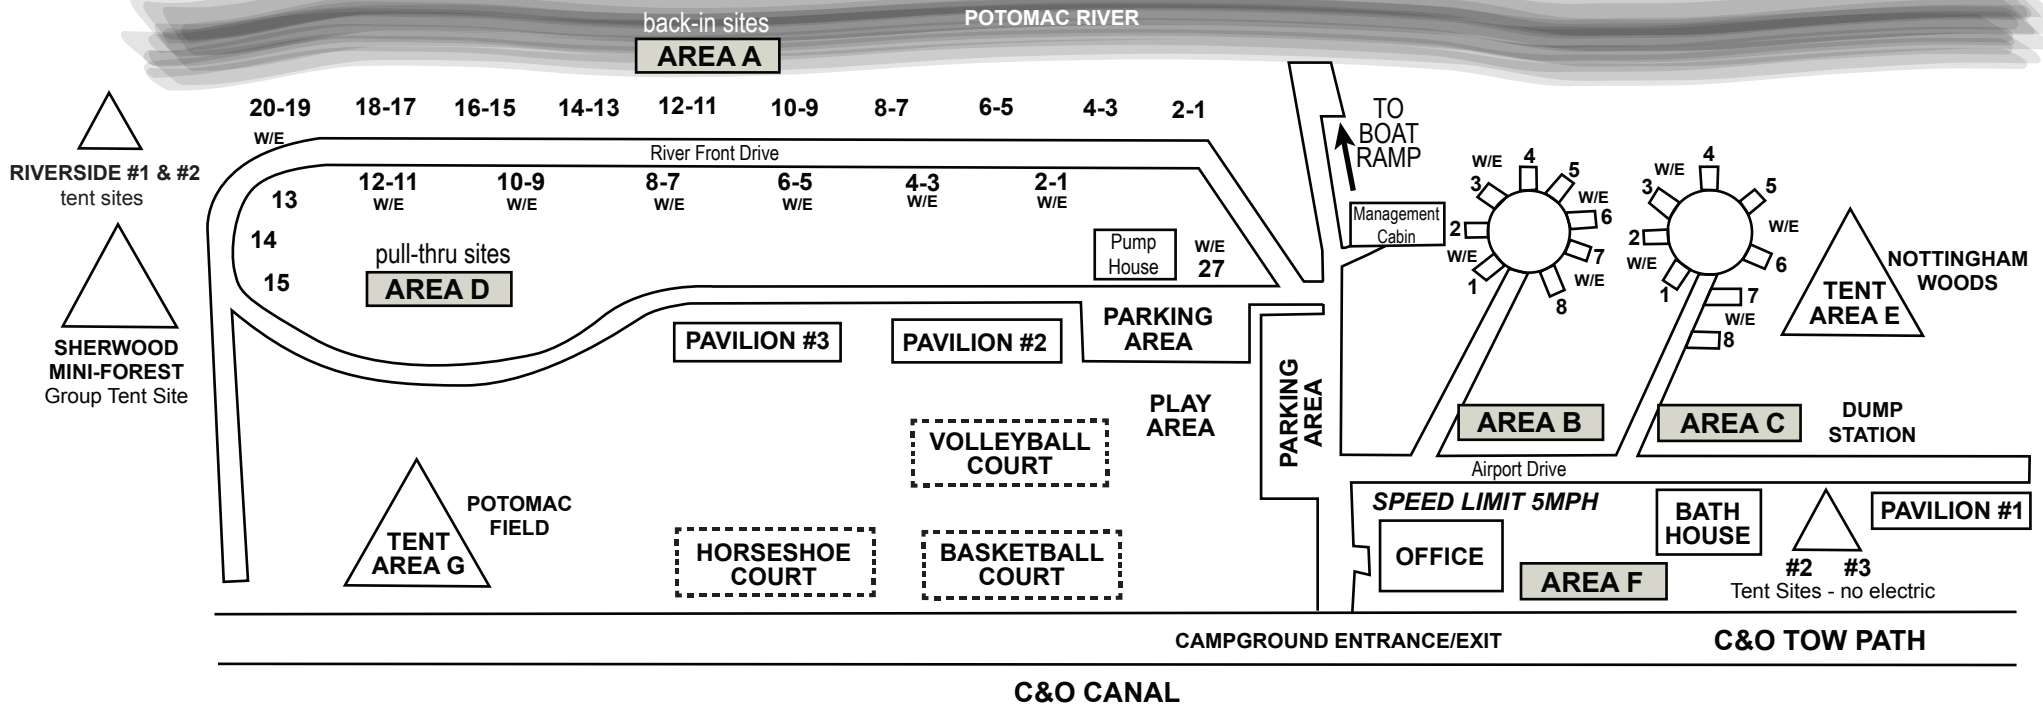 POTOMAC RIVER
back-in sites
AREA A
20-19 18-17 16-15 14-13 12-11 10-9 8-7 6-5 4-3 2-1
W/E
River Front Drive
RIVERSIDE #1 & #2
tent sites
12-11 10-9 8-7 6-5 4-3 2-1
W/E W/E W/E W/E W/E W/E
13
14
15
pull-thru sites
AREA D
Pump
House
W/E
27
SHERWOOD
MINI-FOREST
Group Tent Site
PAVILION #3
PAVILION #2
PARKING
AREA
PLAY
AREA
PARKING
AREA
VOLLEYBALL
COURT
HORSESHOE
COURT
BASKETBALL
COURT
TENT
AREA G
POTOMAC
FIELD
TO
BOAT
RAMP
Management
Cabin
W/E
4
5
3
W/E
6
2
W/E
7
1
W/E
8
4
W/E
5
3
W/E
2
W/E
6
1
7
W/E
8
NOTTINGHAM
WOODS
TENT
AREA E
AREA B
AREA C
DUMP
STATION
Airport Drive
SPEED LIMIT 5MPH
OFFICE
BATH
HOUSE
PAVILION #1
AREA F
#2 #3
Tent Sites - no electric
CAMPGROUND ENTRANCE/EXIT
C&O TOW PATH
C&O CANAL